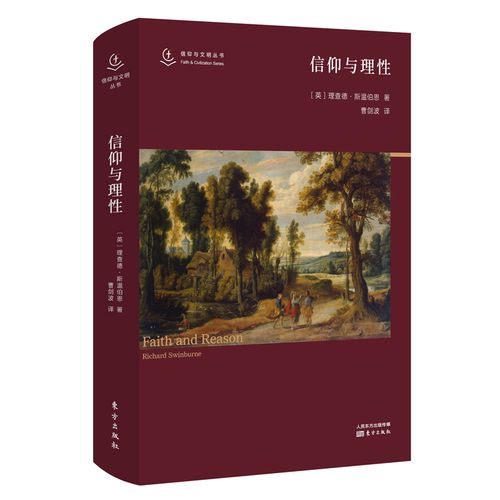 信仰与文明丛书
Faith & Civilization Series
信仰与理性
[英] 理查德·斯温伯恩 著
曹剑波 译
Faith and Reason
Richard Swinburne
人民东方出版传媒
东方出版社
信仰与文明
丛书
信仰与理性
[英] 理查德·斯温伯恩 著
曹剑波 译
东方出版社